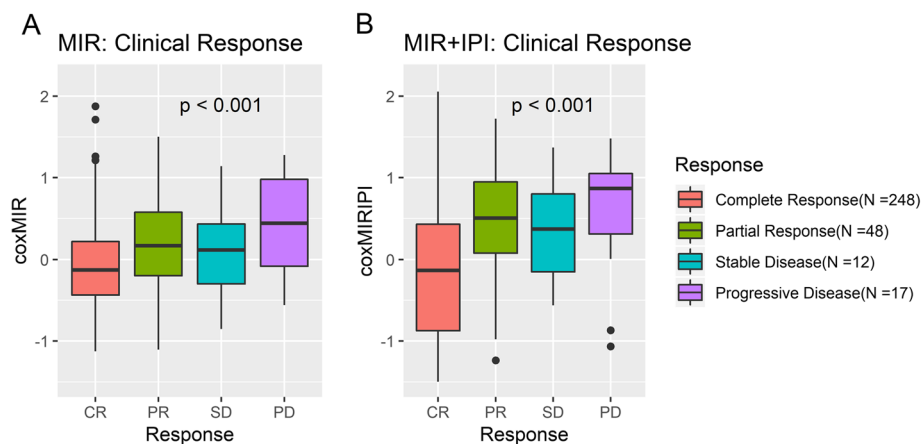 A
MIR: Clinical Response
p < 0.001
2
1
0
-1
coxMIR
CR PR SD PD
Response
B
MIR+IPI: Clinical Response
p < 0.001
2
1
0
-1
coxMIRIPI
CR PR SD PD
Response
Response
Complete Response(N =248)
Partial Response(N =48)
Stable Disease(N =12)
Progressive Disease(N =17)